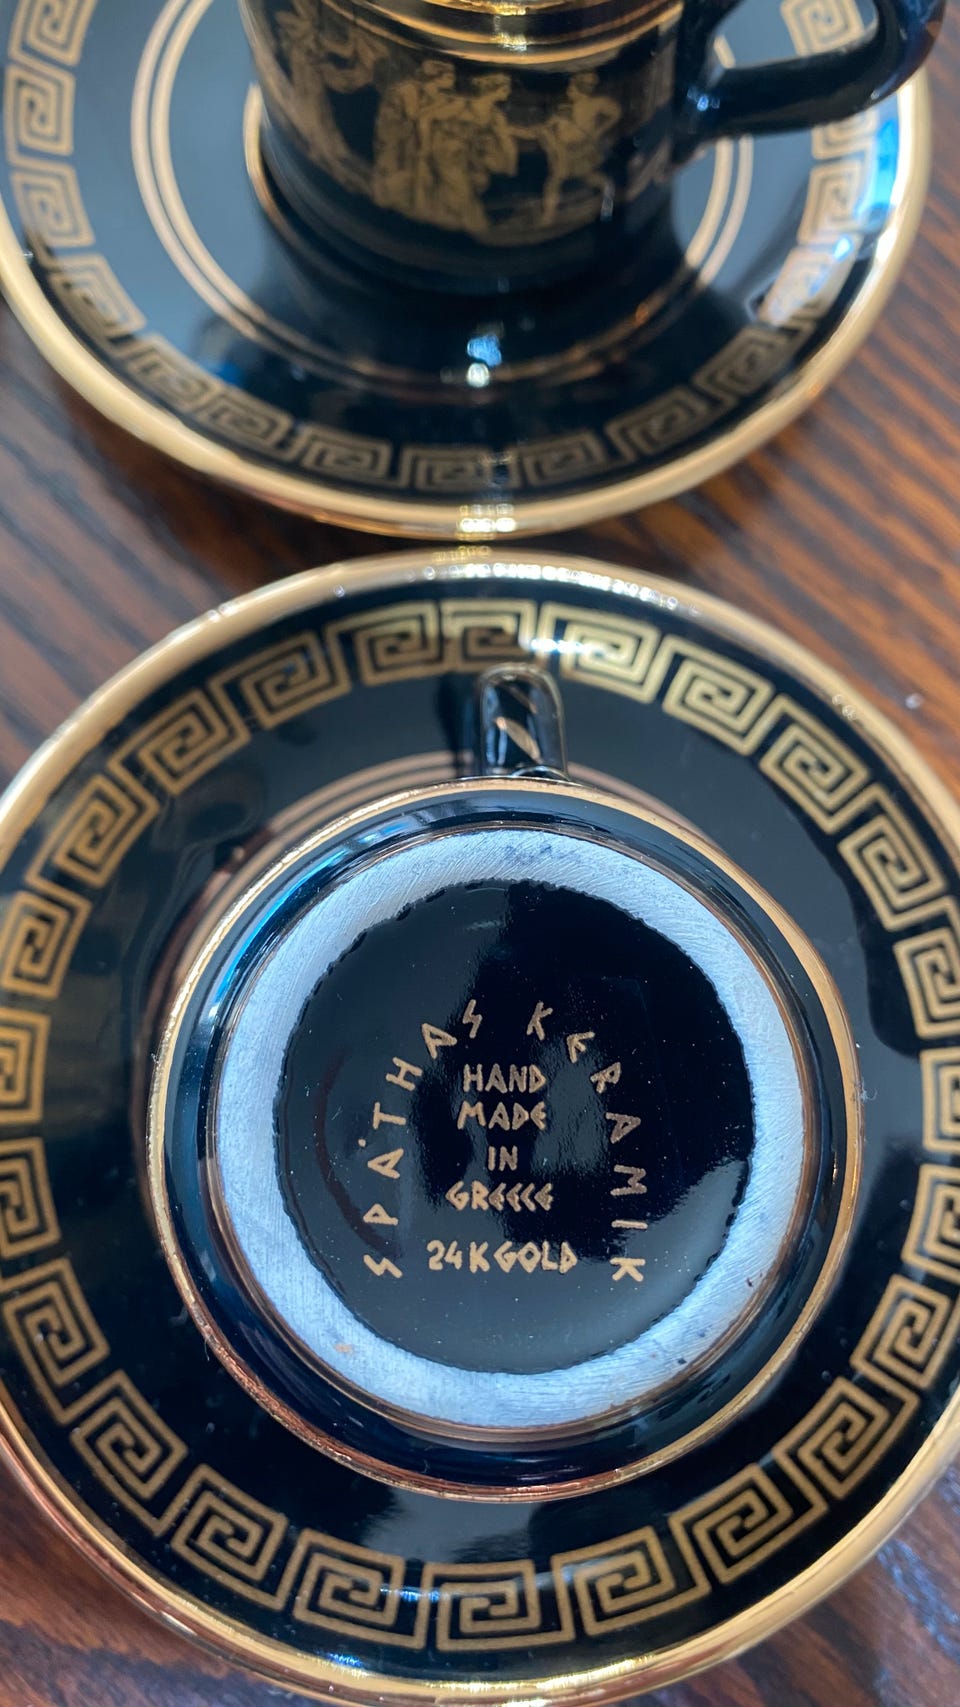 SPATHAS KERAMIK
HAND
MADE
IN
GREECE
24K GOLD